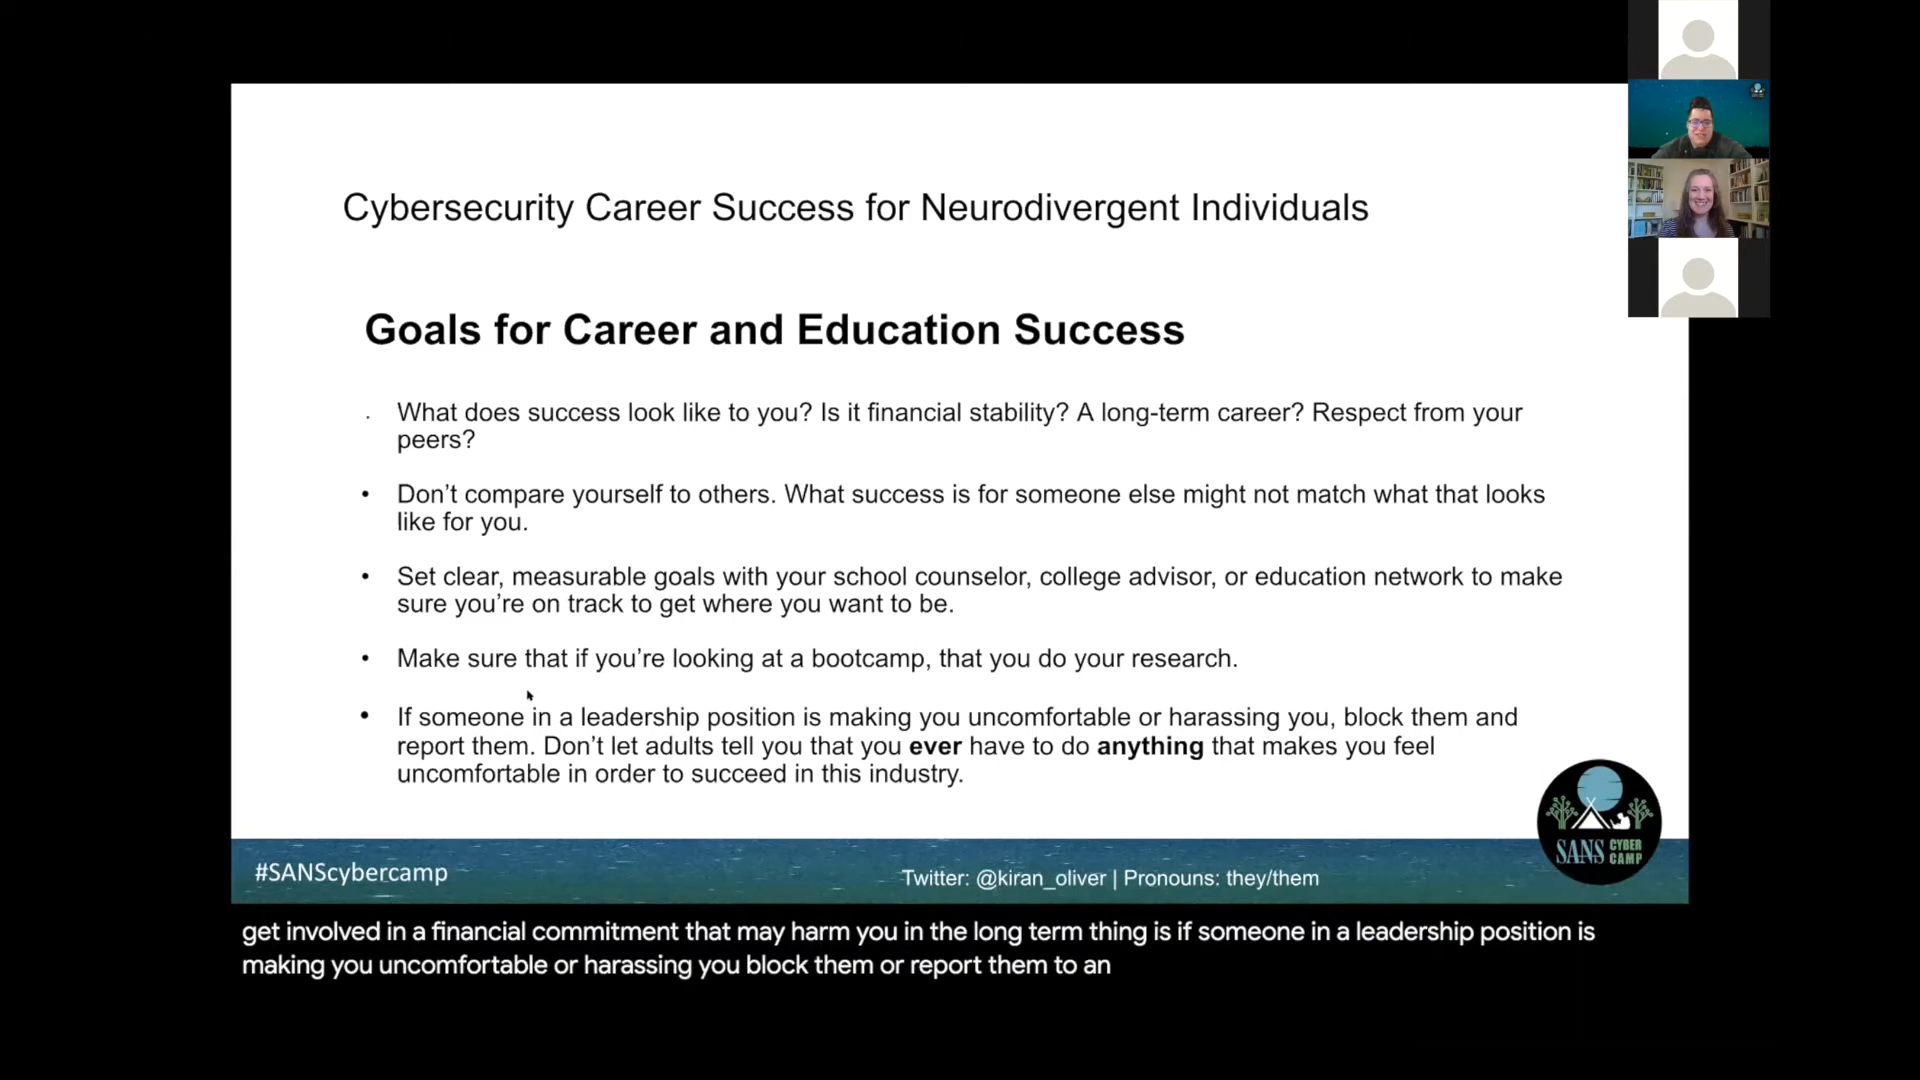 Cybersecurity Career Success for Neurodivergent Individuals
Goals for Career and Education Success
What does success look like to you? Is it financial stability? A long-term career? Respect from your
peers?
• Don’t compare yourself to others. What success is for someone else might not match what that looks
like for you.
• Set clear, measurable goals with your school counselor, college advisor, or education network to make
sure you’re on track to get where you want to be.
• Make sure that if you’re looking at a bootcamp, that you do your research.
• If someone in a leadership position is making you uncomfortable or harassing you, block them and
report them. Don’t let adults tell you that you ever have to do anything that makes you feel
uncomfortable in order to succeed in this industry.
SANS CYBER
CAMP
#SANScybercamp
Twitter: @kiran_oliver | Pronouns: they/them
get involved in a financial commitment that may harm you in the long term thing is if someone in a leadership position is
making you uncomfortable or harassing you block them or report them to an